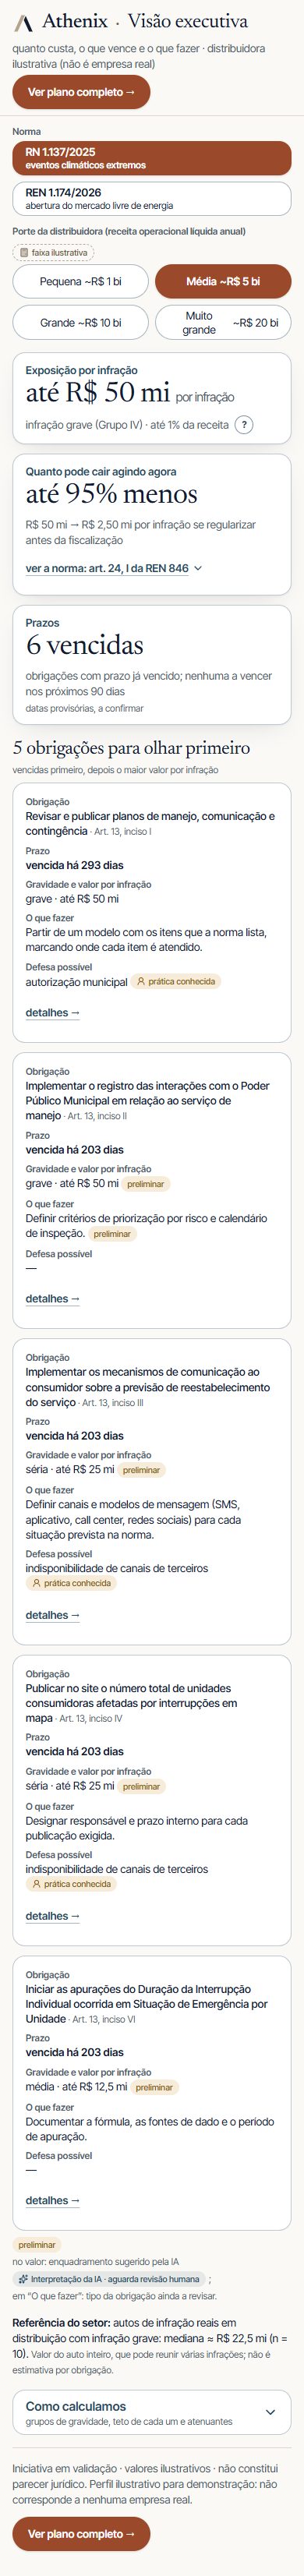 Athenix · Visão executiva
quanto custa, o que vence e o que fazer · distribuidora
ilustrativa (não é empresa real)
Ver plano completo →
Norma
RN 1.137/2025
eventos climáticos extremos
REN 1.174/2026
abertura do mercado livre de energia
Porte da distribuidora (receita operacional líquida anual)
faixa ilustrativa
Pequena ~R$ 1 bi
Média ~R$ 5 bi
Grande ~R$ 10 bi
Muito grande ~R$ 20 bi
Exposição por infração
até R$ 50 mi por infração
infração grave (Grupo IV) · até 1% da receita ?
Quanto pode cair agindo agora
até 95% menos
R$ 50 mi → R$ 2,50 mi por infração se regularizar
antes da fiscalização
ver a norma: art. 24, I da REN 846
Prazos
6 vencidas
obrigações com prazo já vencido; nenhuma a vencer
nos próximos 90 dias
datas provisórias, a confirmar
5 obrigações para olhar primeiro
vencidas primeiro, depois o maior valor por infração
Obrigação
Revisar e publicar planos de manejo, comunicação e
contingência · Art. 13, inciso I
Prazo
vencida há 293 dias
Gravidade e valor por infração
grave · até R$ 50 mi
O que fazer
Partir de um modelo com os itens que a norma lista,
marcando onde cada item é atendido.
Defesa possível
autorização municipal prática conhecida
detalhes →
Obrigação
Implementar o registro das interações com o Poder
Público Municipal em relação ao serviço de
manejo · Art. 13, inciso II
Prazo
vencida há 203 dias
Gravidade e valor por infração
grave · até R$ 50 mi preliminar
O que fazer
Definir critérios de priorização por risco e calendário
de inspeção. preliminar
Defesa possível
—
detalhes →
Obrigação
Implementar os mecanismos de comunicação ao
consumidor sobre a previsão de reestabelecimento
do serviço · Art. 13, inciso III
Prazo
vencida há 203 dias
Gravidade e valor por infração
séria · até R$ 25 mi preliminar
O que fazer
Definir canais e modelos de mensagem (SMS,
aplicativo, call center, redes sociais) para cada
situação prevista na norma.
Defesa possível
indisponibilidade de canais de terceiros
prática conhecida
detalhes →
Obrigação
Publicar no site o número total de unidades
consumidoras afetadas por interrupções em
mapa · Art. 13, inciso IV
Prazo
vencida há 203 dias
Gravidade e valor por infração
séria · até R$ 25 mi preliminar
O que fazer
Designar responsável e prazo interno para cada
publicação exigida.
Defesa possível
indisponibilidade de canais de terceiros
prática conhecida
detalhes →
Obrigação
Iniciar as apurações do Duração da Interrupção
Individual ocorrida em Situação de Emergência por
Unidade · Art. 13, inciso VI
Prazo
vencida há 203 dias
Gravidade e valor por infração
média · até R$ 12,5 mi preliminar
O que fazer
Documentar a fórmula, as fontes de dado e o período
de apuração.
Defesa possível
—
detalhes →
preliminar
no valor: enquadramento sugerido pela IA
Interpretação da IA · aguarda revisão humana ;
em “O que fazer”: tipo da obrigação ainda a revisar.
Referência do setor: autos de infração reais em
distribuição com infração grave: mediana ≈ R$ 22,5 mi (n =
10). Valor do auto inteiro, que pode reunir várias infrações; não é
estimativa por obrigação.
Como calculamos
grupos de gravidade, teto de cada um e atenuantes
Iniciativa em validação · valores ilustrativos · não constitui
parecer jurídico. Perfil ilustrativo para demonstração: não
corresponde a nenhuma empresa real.
Ver plano completo →